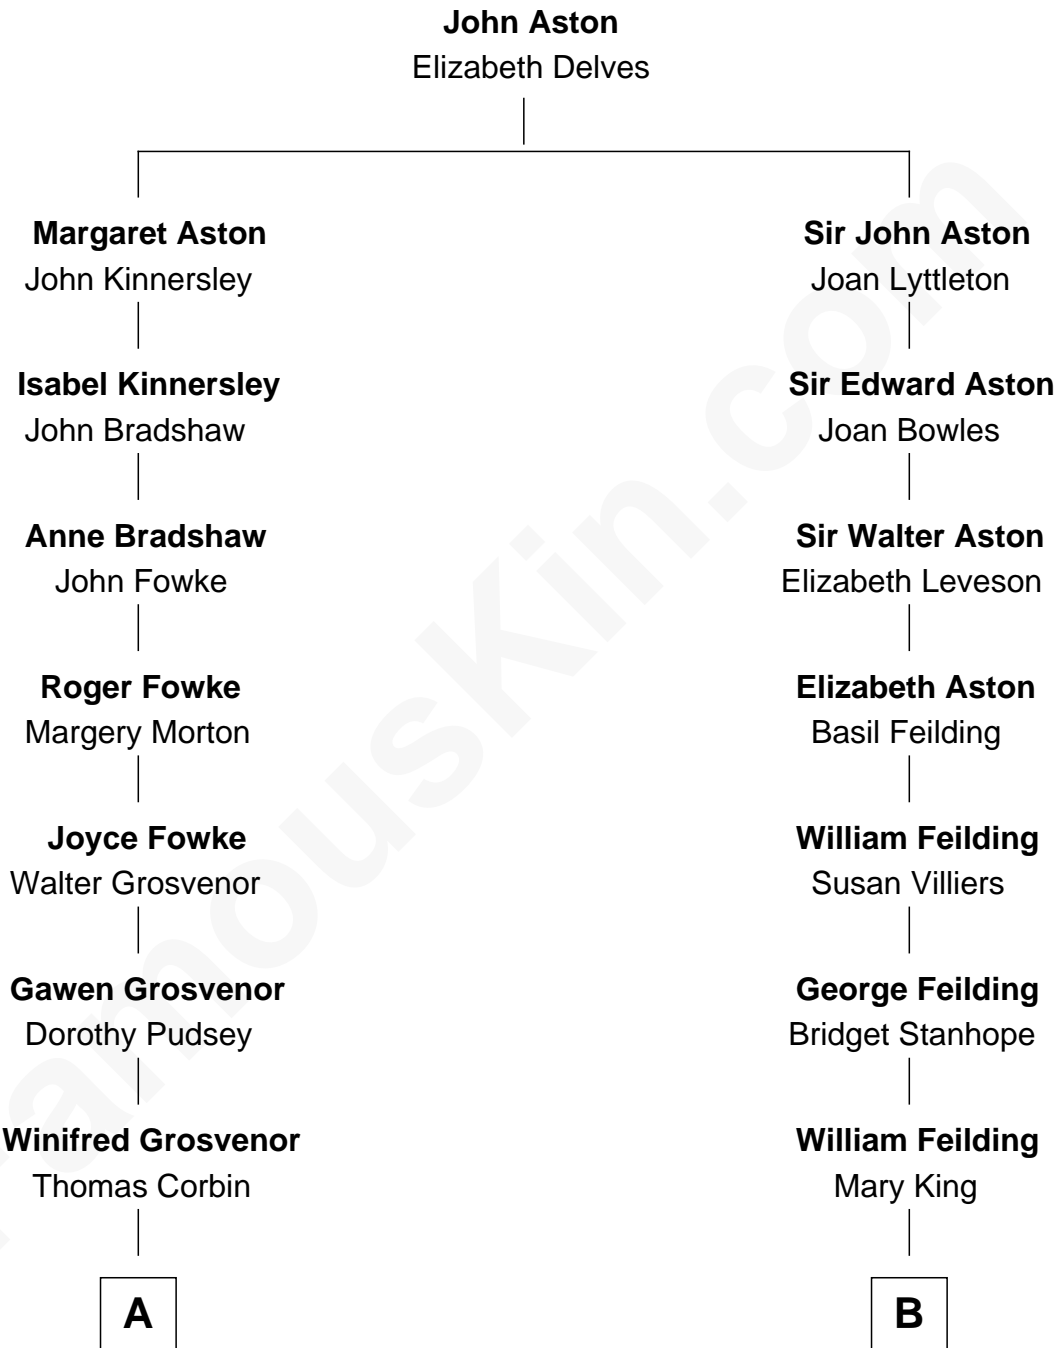 John Aston
Elizabeth Delves
Margaret Aston
John Kinnersley
Sir John Aston
Joan Lyttleton
Isabel Kinnersley
John Bradshaw
Sir Edward Aston
Joan Bowles
Anne Bradshaw
John Fowke
Sir Walter Aston
Elizabeth Leveson
Roger Fowke
Margery Morton
Elizabeth Aston
Basil Feilding
Joyce Fowke
Walter Grosvenor
William Feilding
Susan Villiers
Gawen Grosvenor
Dorothy Pudsey
George Feilding
Bridget Stanhope
Winifred Grosvenor
Thomas Corbin
William Feilding
Mary King
A
B
FamousKin.com